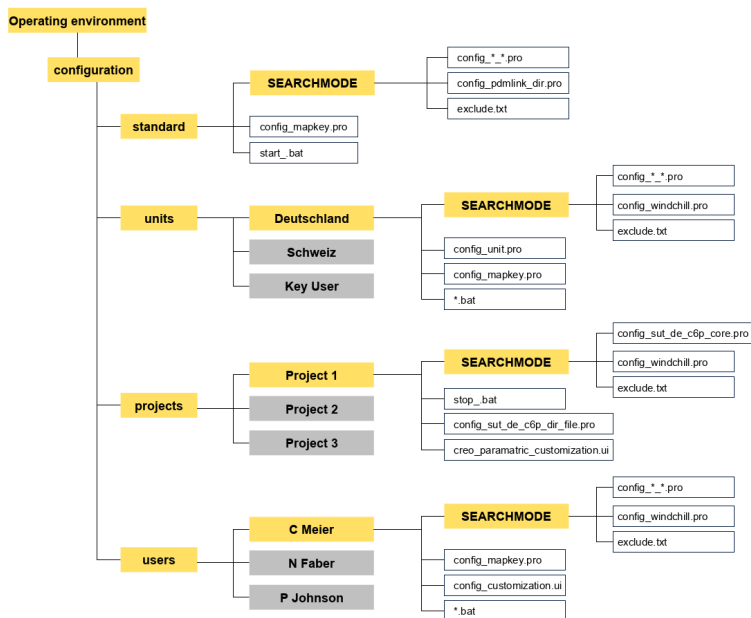 Operating environment
configuration
standard
SEARCHMODE
config_*_*.pro
config_pdmlink_dir.pro
exclude.txt
config_mapkey.pro
start_.bat
units
Deutschland
Schweiz
Key User
SEARCHMODE
config_*_*.pro
config_windchill.pro
exclude.txt
config_unit.pro
config_mapkey.pro
*.bat
projects
Project 1
Project 2
Project 3
SEARCHMODE
config_sut_de_c6p_core.pro
config_windchill.pro
exclude.txt
stop_.bat
config_sut_de_c6p_dir_file.pro
creo_paramatric_customization.ui
users
C Meier
N Faber
P Johnson
SEARCHMODE
config_*_*.pro
config_windchill.pro
exclude.txt
config_mapkey.pro
config_customization.ui
*.bat